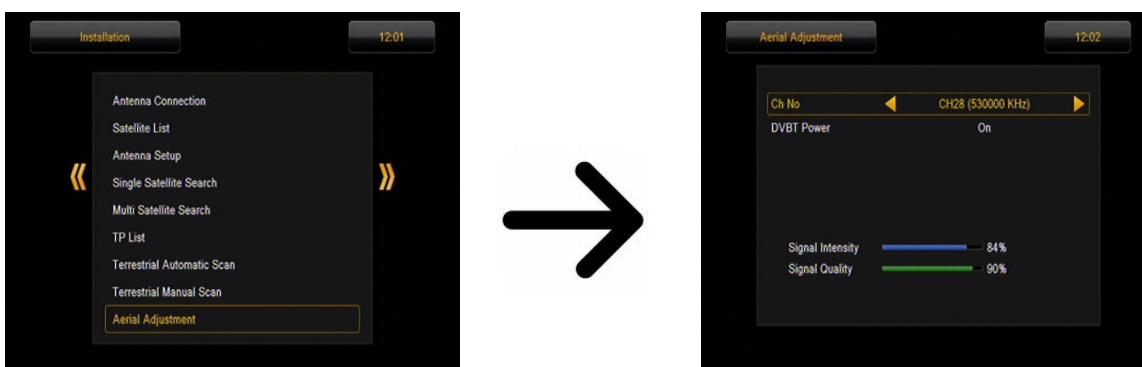 Installation 12:01
Antenna Connection
Satellite List
Antenna Setup
Single Satellite Search
Multi Satellite Search
TP List
Terrestrial Automatic Scan
Terrestrial Manual Scan
Aerial Adjustment
Aerial Adjustment 12:02
Ch No CH28 (530000 KHz)
DVBT Power On
Signal Intensity 84%
Signal Quality 90%